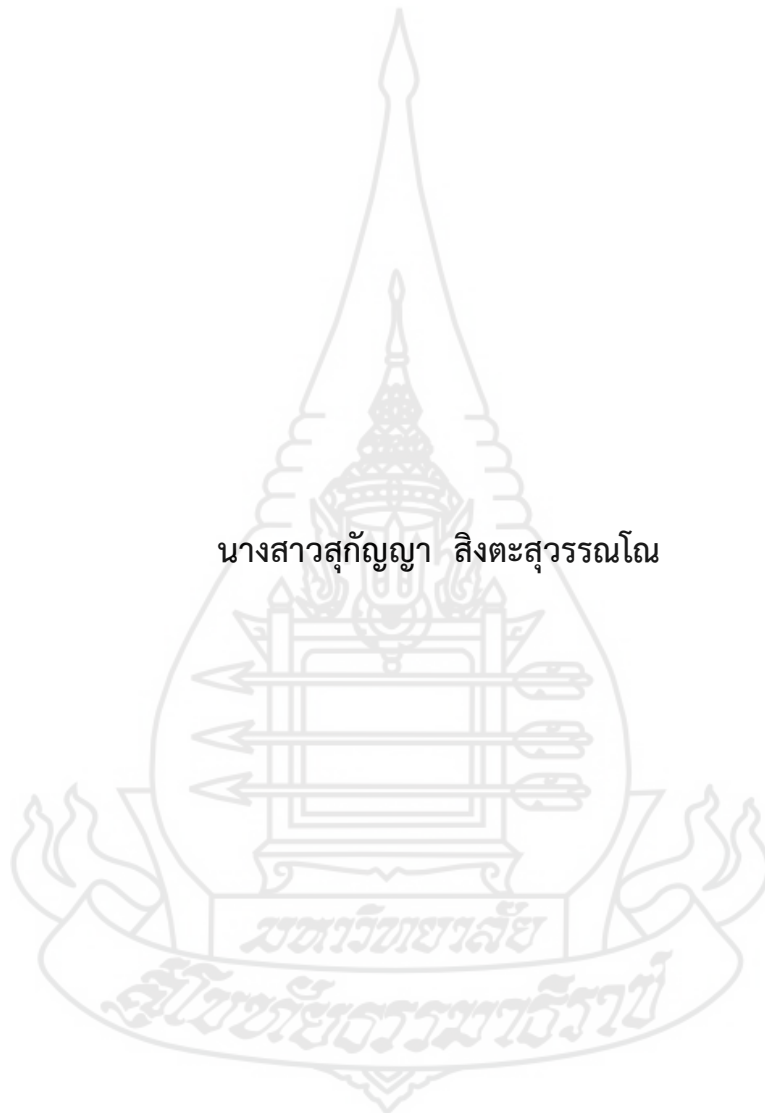 นางสาวสุกัญญา สิงตะสุวรรณโณ
มหาวิทยาลัย
สุโขทัยธรรมาธิราช